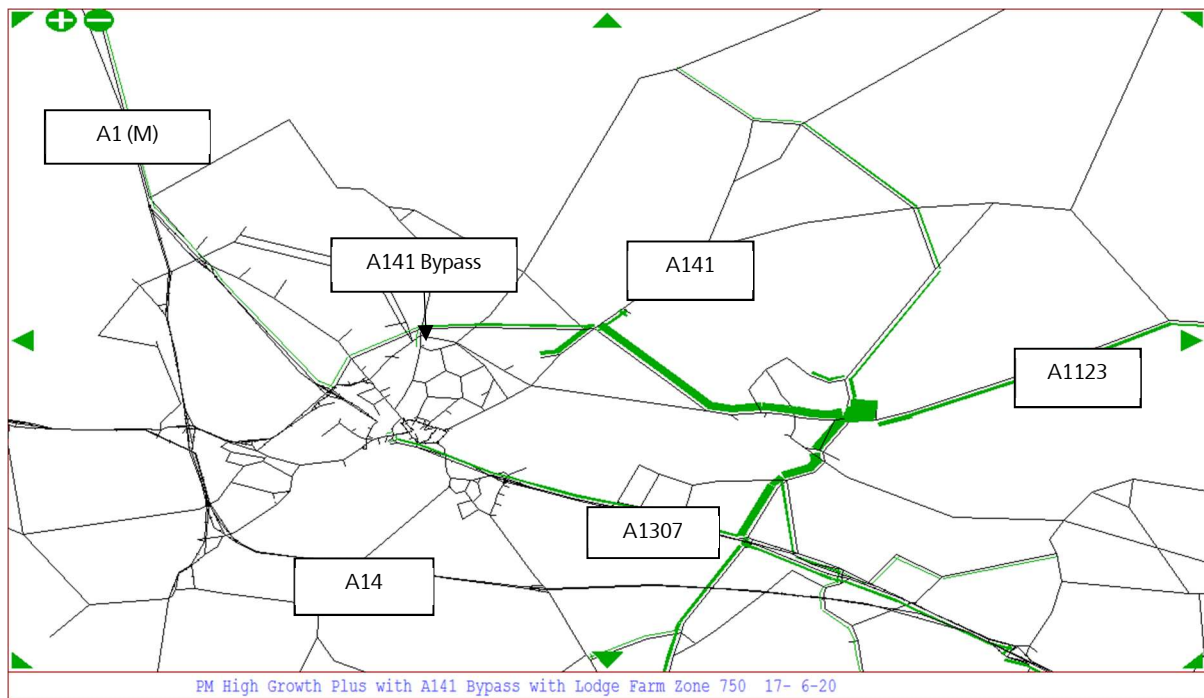 A1 (M)
A141 Bypass
A141
A1123
A1307
A14
PM High Growth Plus with A141 Bypass with Lodge Farm Zone 750 17- 6-20